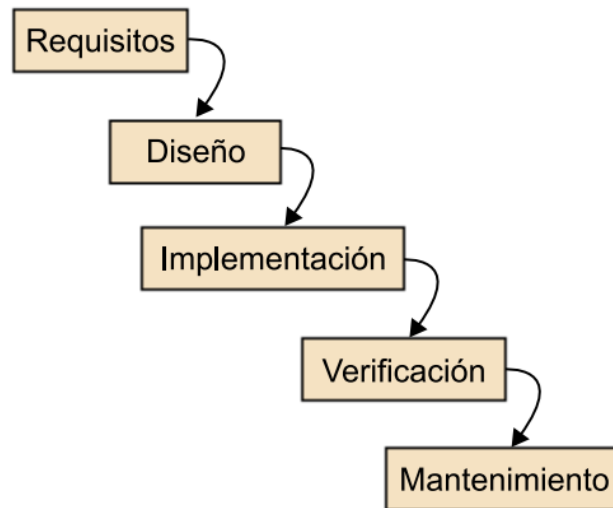 Requisitos
Diseño
Implementación
Verificación
Mantenimiento